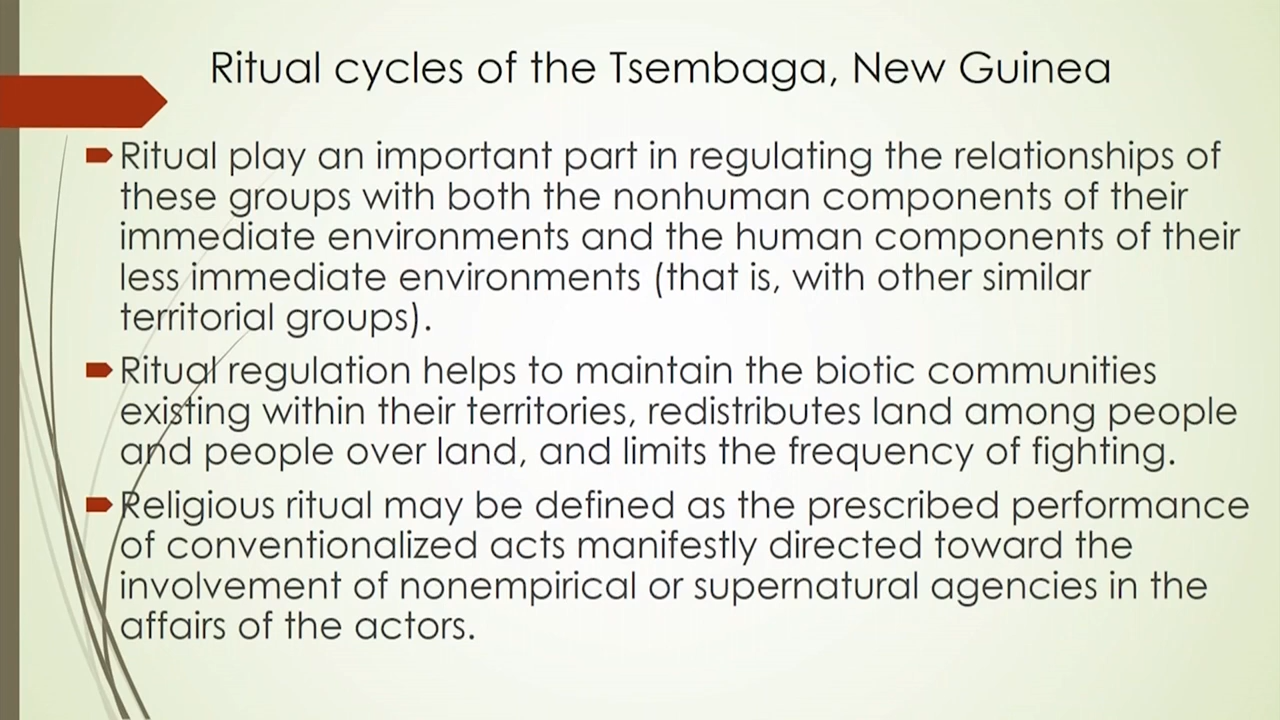 Ritual cycles of the Tsembaga, New Guinea
Ritual play an important part in regulating the relationships of
these groups with both the nonhuman components of their
immediate environments and the human components of their
less immediate environments (that is, with other similar
territorial groups).
Ritual regulation helps to maintain the biotic communities
existing within their territories, redistributes land among people
and people over land, and limits the frequency of fighting.
Religious ritual may be defined as the prescribed performance
of conventionalized acts manifestly directed toward the
involvement of nonempirical or supernatural agencies in the
affairs of the actors.